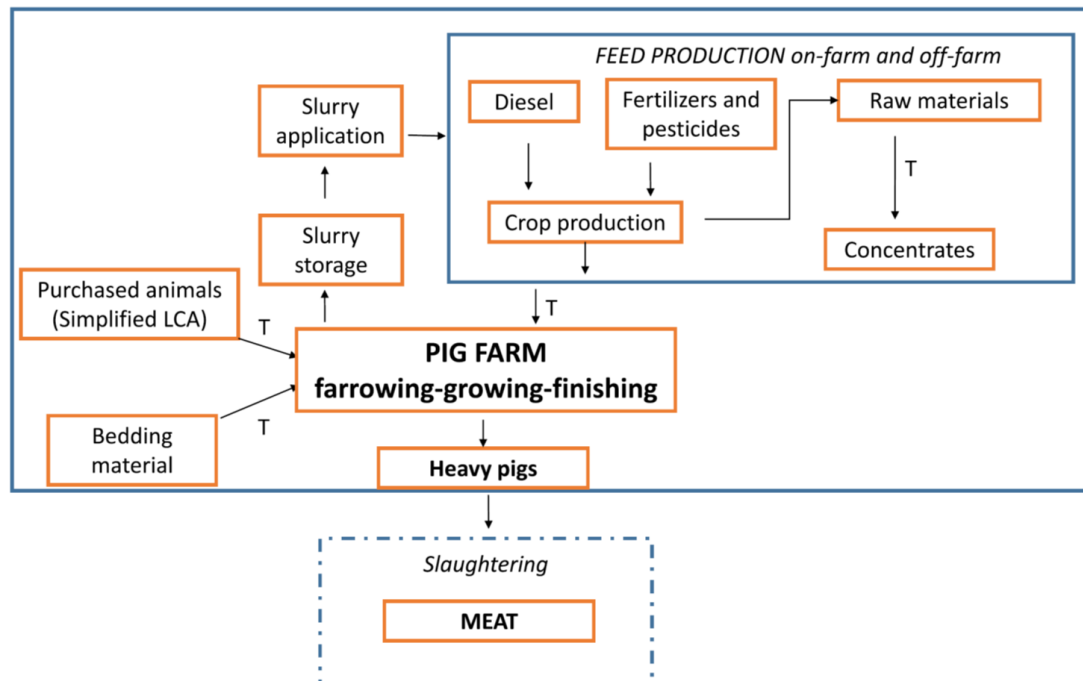 FEED PRODUCTION on-farm and off-farm
Slurry
application
Diesel
Fertilizers and
pesticides
Raw materials
T
Crop production
Concentrates
Slurry
storage
Purchased animals
(Simplified LCA)
T
T
PIG FARM
farrowing-growing-finishing
T
Bedding
material
Heavy pigs
Slaughtering
MEAT